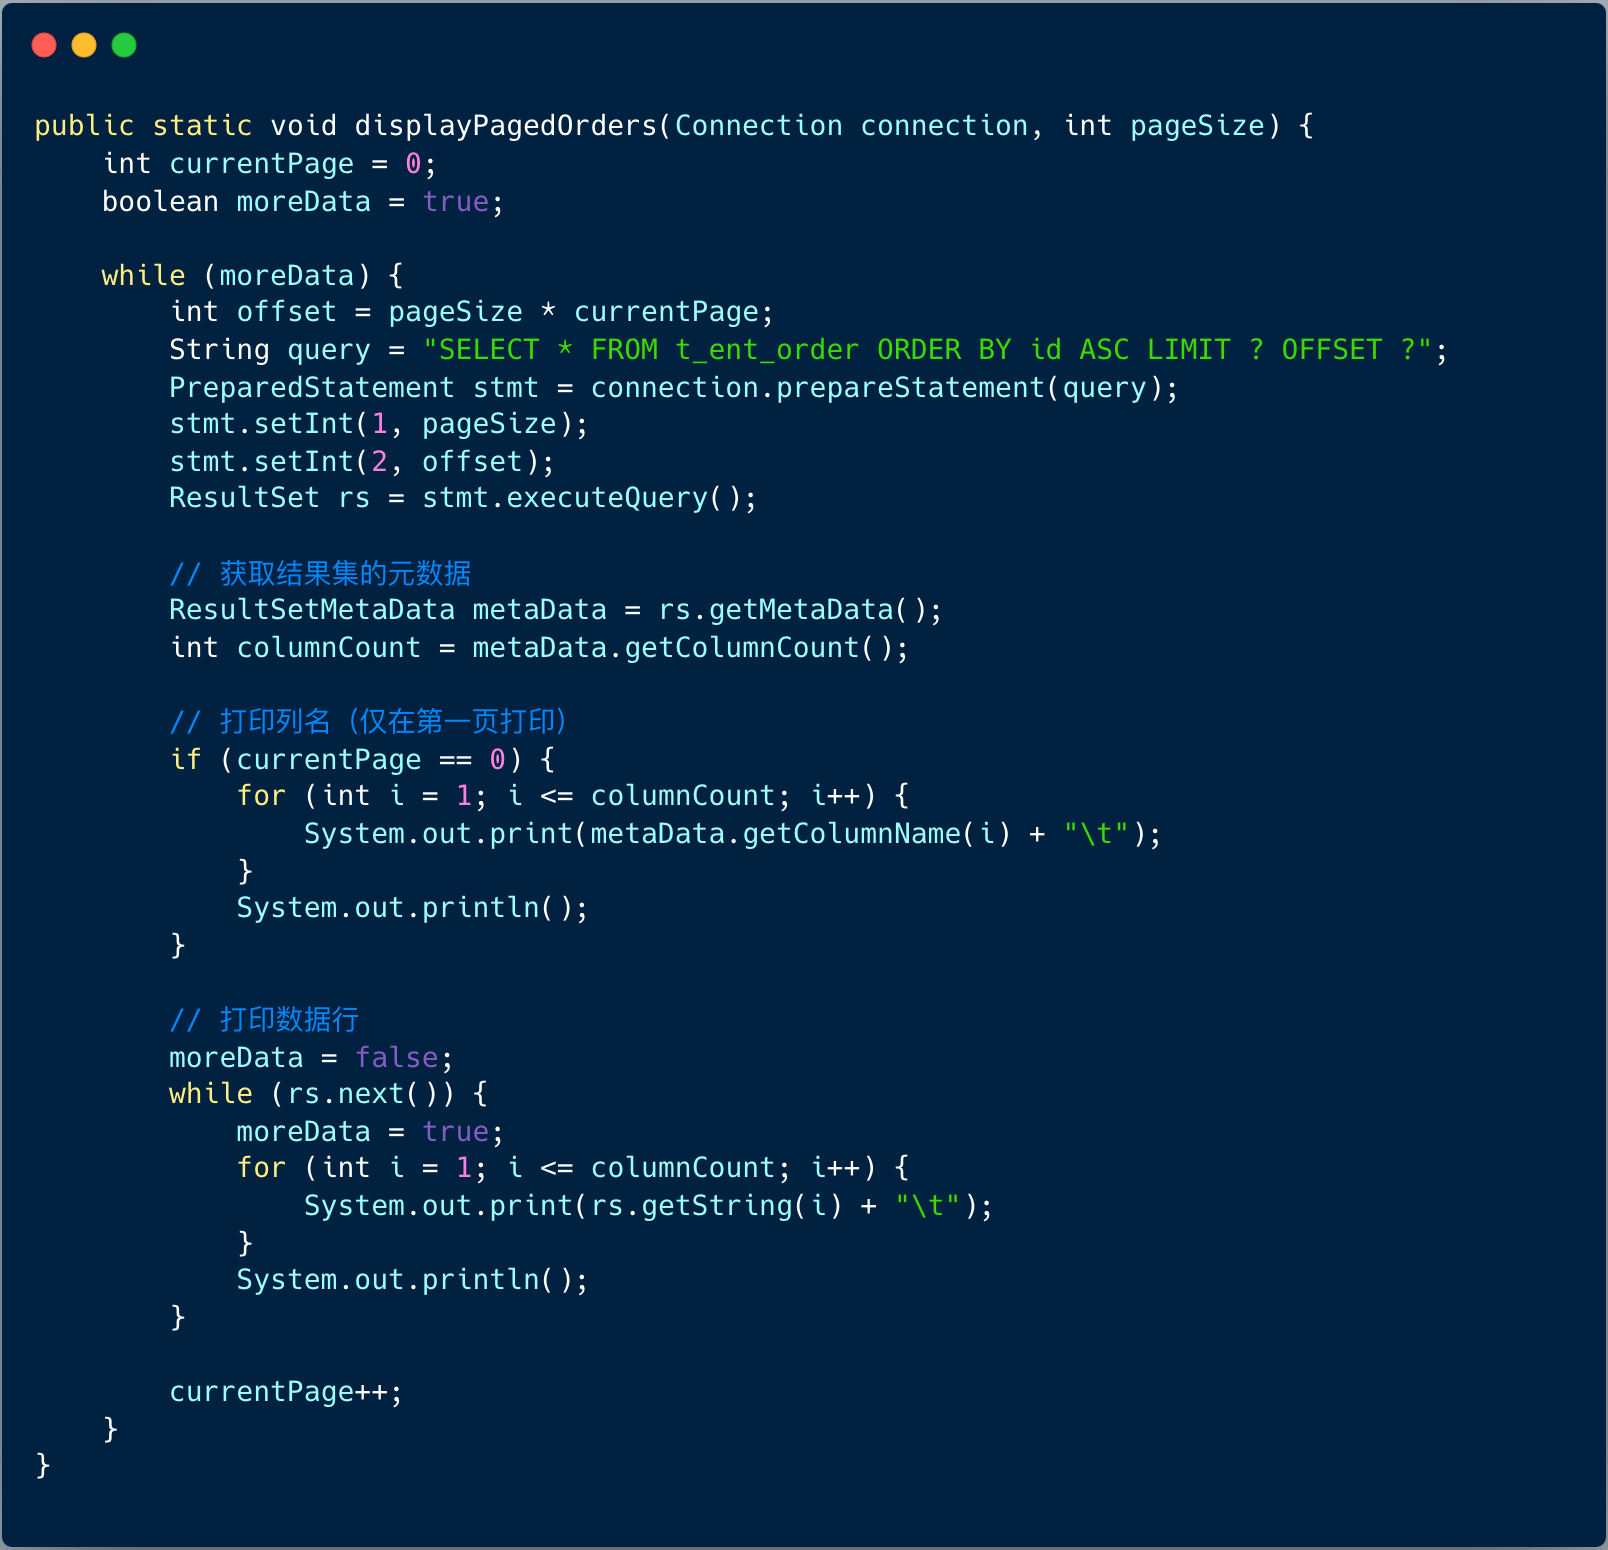 public static void displayPagedOrders(Connection connection, int pageSize) {
    int currentPage = 0;
    boolean moreData = true;

    while (moreData) {
        int offset = pageSize * currentPage;
        String query = "SELECT * FROM t_ent_order ORDER BY id ASC LIMIT ? OFFSET ?";
        PreparedStatement stmt = connection.prepareStatement(query);
        stmt.setInt(1, pageSize);
        stmt.setInt(2, offset);
        ResultSet rs = stmt.executeQuery();

        // 获取结果集的元数据
        ResultSetMetaData metaData = rs.getMetaData();
        int columnCount = metaData.getColumnCount();

        // 打印列名（仅在第一页打印）
        if (currentPage == 0) {
            for (int i = 1; i <= columnCount; i++) {
                System.out.print(metaData.getColumnName(i) + "\t");
            }
            System.out.println();
        }

        // 打印数据行
        moreData = false;
        while (rs.next()) {
            moreData = true;
            for (int i = 1; i <= columnCount; i++) {
                System.out.print(rs.getString(i) + "\t");
            }
            System.out.println();
        }

        currentPage++;
    }
}